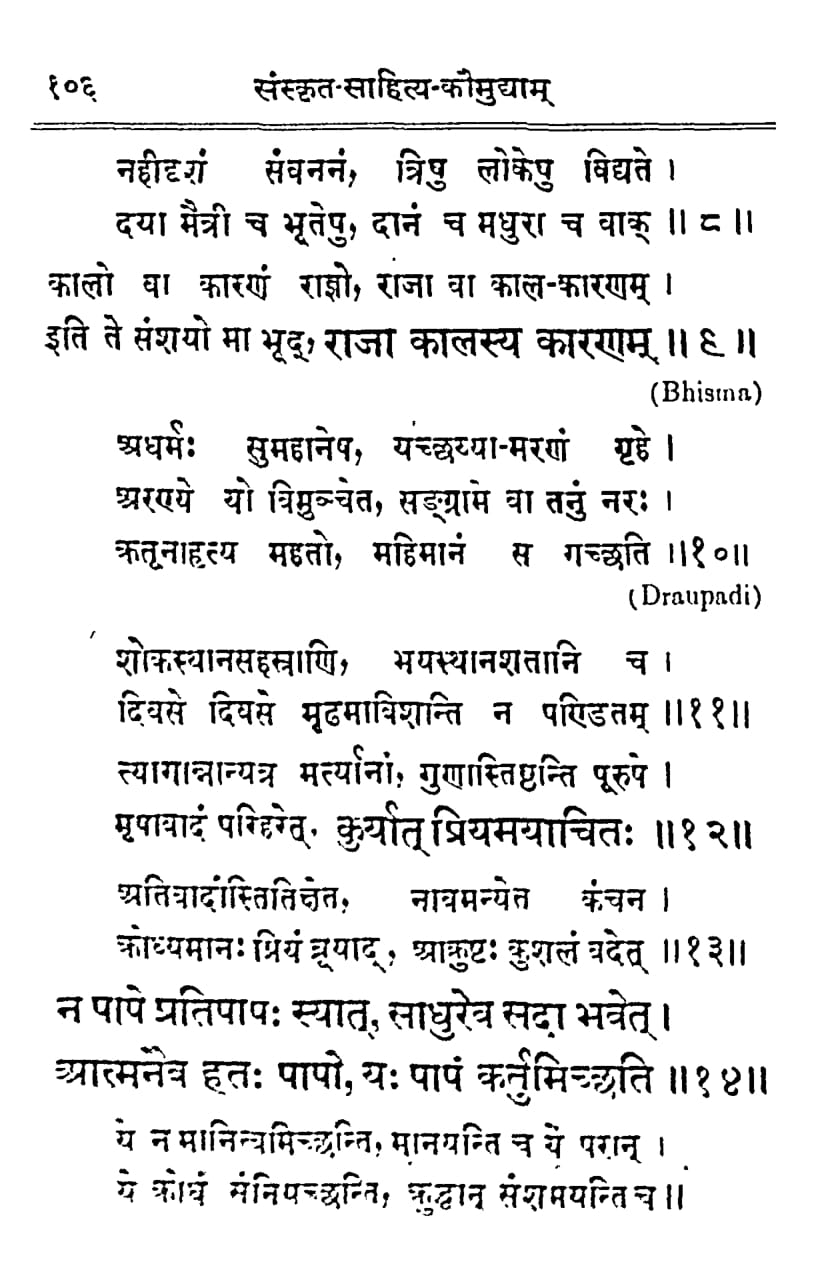 १०६ संस्कृत-साहित्य-कौमुद्याम्
नहीदृशं संवननं, त्रिषु लोकेषु विद्यते ।
दया मैत्री च भूतेषु, दानं च मधुरा च वाक् ॥ ८ ॥
कालो वा कारणं राज्ञो, राजा वा काल-कारणम् ।
इति ते संशयो मा भूद्, राजा कालस्य कारणम् ॥ ९ ॥
(Bhisma)
अधर्मः सुमहानेष, यच्छय्या-मरणं गृहे ।
अरण्ये यो विमुञ्चेत, सङ्ग्रामे वा तनुं नरः ।
क्रतूनाहृत्य महतो, महिमानं स गच्छति ॥१०॥
(Draupadi)
शोकस्थानसहस्राणि, भयस्थानशतानि च ।
दिवसे दिवसे मूढमाविशन्ति न पण्डितम् ॥११॥
त्यागान्नान्यत्र मर्त्यानां, गुणास्तिष्ठन्ति पूरुषे ।
मृषावादं परिहरेत्, कुर्यात् प्रियमयाचितः ॥१२॥
अतिवादांस्तितिक्षेत, नावमन्येत कंचन ।
क्रोध्यमानः प्रियं ब्रूयाद्, आक्रुष्टः कुशलं वदेत् ॥१३॥
न पापे प्रतिपापः स्यात्, साधुरेव सदा भवेत् ।
आत्मनैव हतः पापो, यः पापं कर्तुमिच्छति ॥१४॥
ये न मानित्वमिच्छन्ति, मानयन्ति च ये परान् ।
ये क्रोधं संनियच्छन्ति, क्रुद्धान् संशमयन्ति च ॥